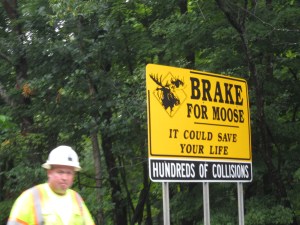 BRAKE
FOR MOOSE
IT COULD SAVE
YOUR LIFE
HUNDREDS OF COLLISIONS